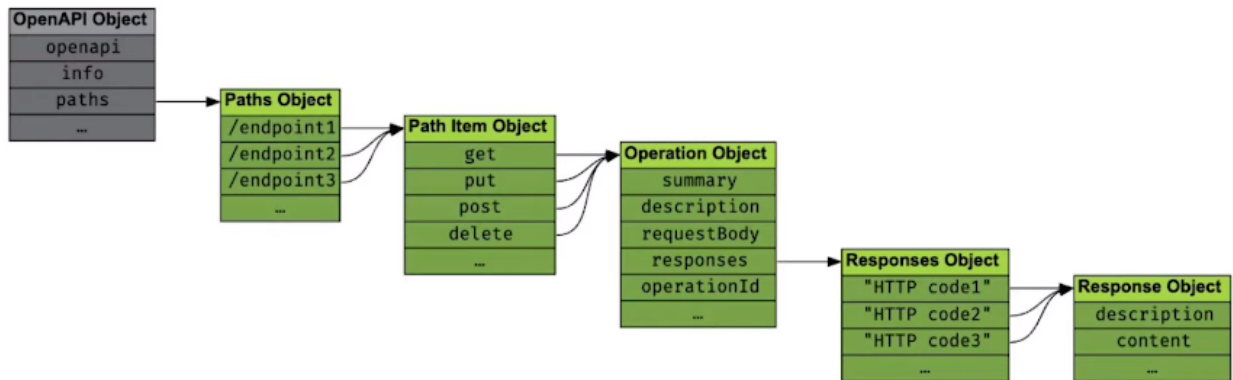 OpenAPI Object
openapi
info
paths
…
Paths Object
/endpoint1
/endpoint2
/endpoint3
…
Path Item Object
get
put
post
delete
…
Operation Object
summary
description
requestBody
responses
operationId
…
Responses Object
"HTTP code1"
"HTTP code2"
"HTTP code3"
…
Response Object
description
content
…